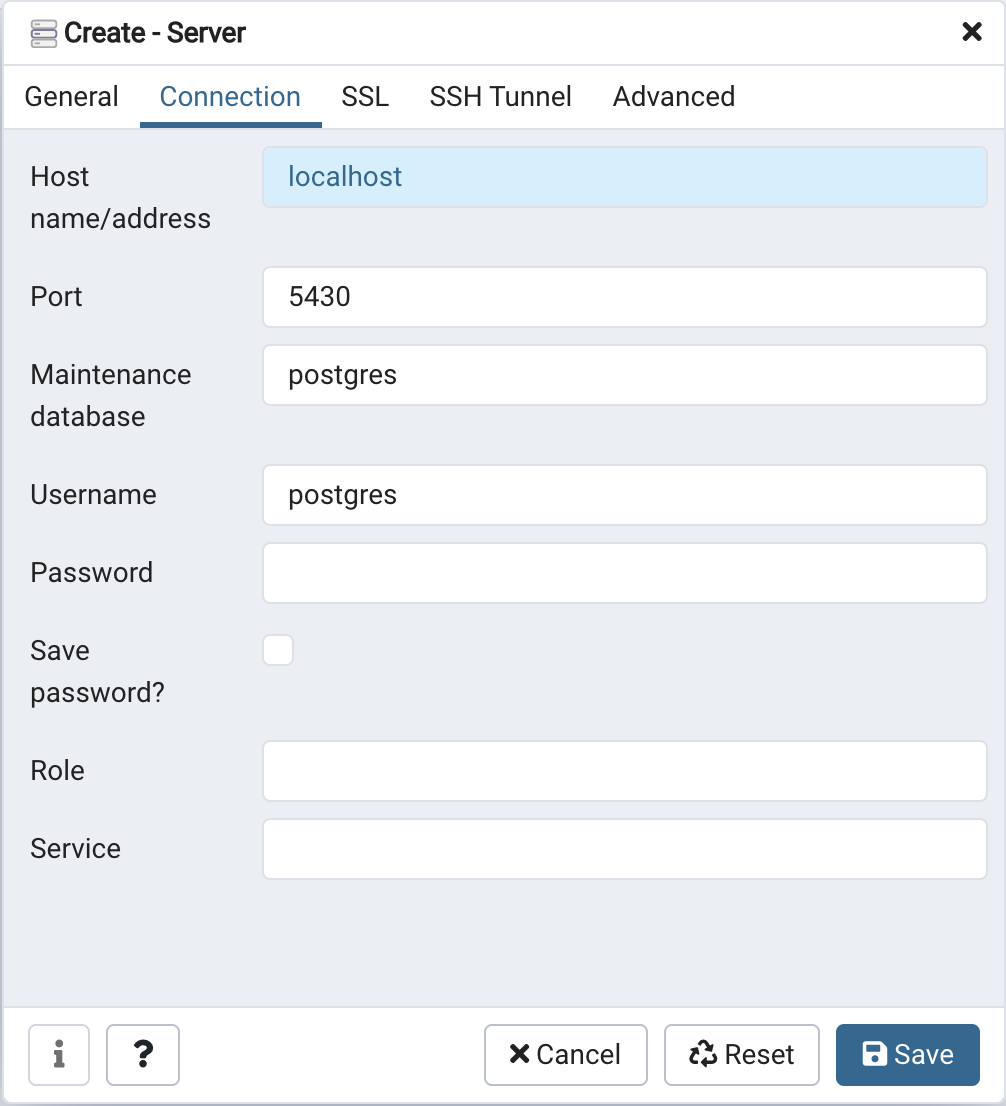 Create - Server
General Connection SSL SSH Tunnel Advanced
Host
name/address
localhost
Port
5430
Maintenance
database
postgres
Username
postgres
Password
Save
password?
Role
Service
i ? Cancel Reset Save